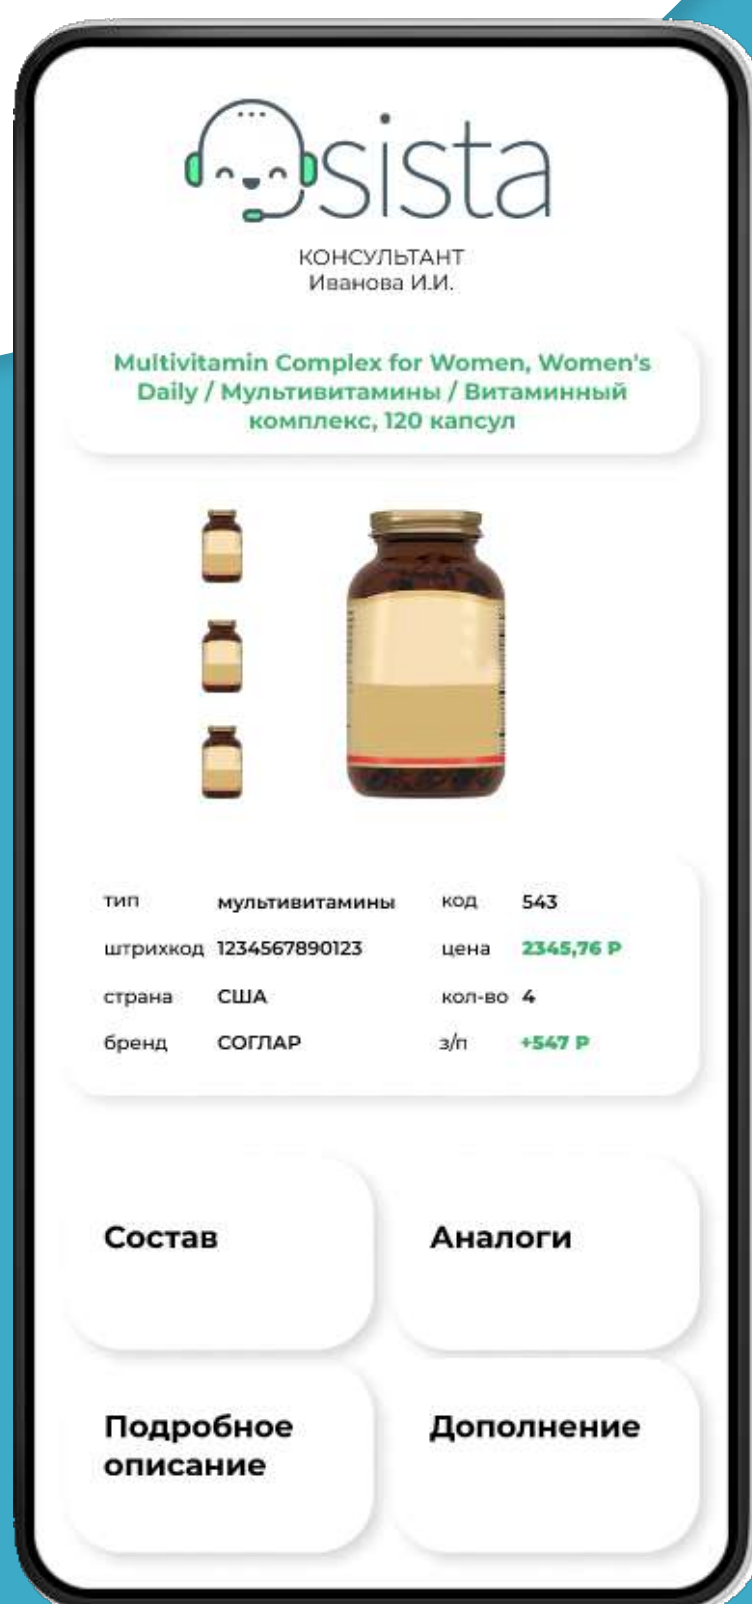 sista
КОНСУЛЬТАНТ
Иванова И.И.
Multivitamin Complex for Women, Women's
Daily / Мультивитамины / Витаминный
комплекс, 120 капсул
тип мультивитамины код 543
штрихкод 1234567890123 цена 2345,76 Р
страна США кол-во 4
бренд СОГЛАР з/п +547 Р
Состав Аналоги
Подробное Дополнение
описание